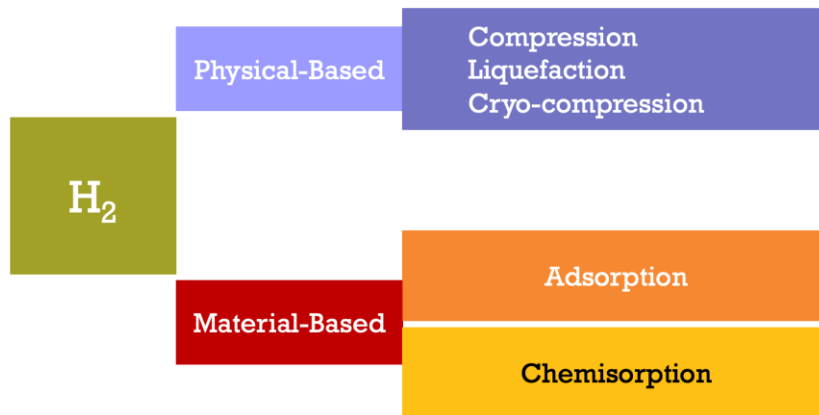 Physical-Based
Compression
Liquefaction
Cryo-compression
H₂
Adsorption
Material-Based
Chemisorption